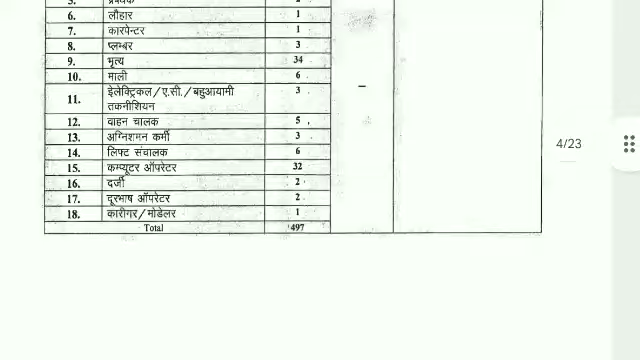 6. लौहार 1
7. कारपेन्टर 1
8. प्लम्बर 3
9. भृत्य 34
10. माली 6
11. इलेक्ट्रिकल/ए.सी./बहुआयामी 3 –
तकनीशियन
12. वाहन चालक 5
13. अग्निशमन कर्मी 3
14. लिफ्ट संचालक 6
15. कम्प्यूटर ऑपरेटर 32
16. दर्जी 2
17. दूरभाष ऑपरेटर 2
18. कारीगर/मोडेलर 1
Total 497
4/23